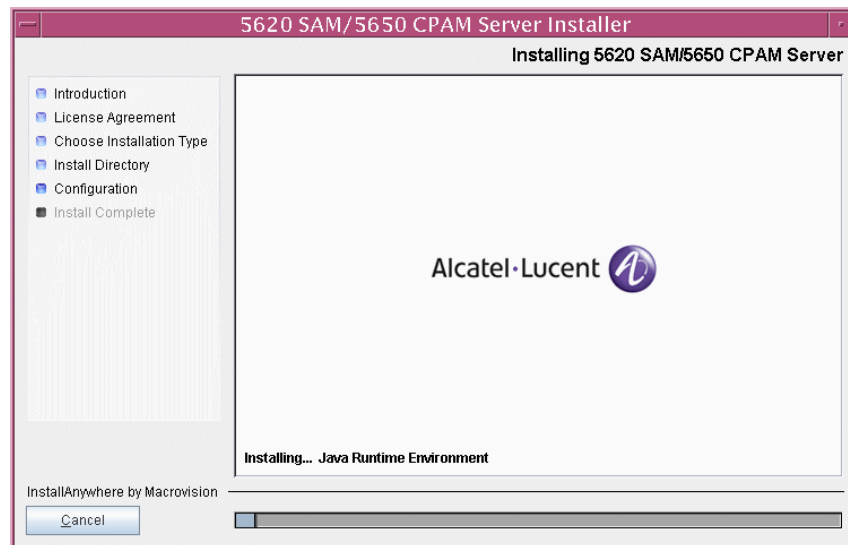 5620 SAM/5650 CPAM Server Installer
Installing 5620 SAM/5650 CPAM Server
Introduction
License Agreement
Choose Installation Type
Install Directory
Configuration
Install Complete
Alcatel·Lucent
Installing... Java Runtime Environment
InstallAnywhere by Macrovision
Cancel